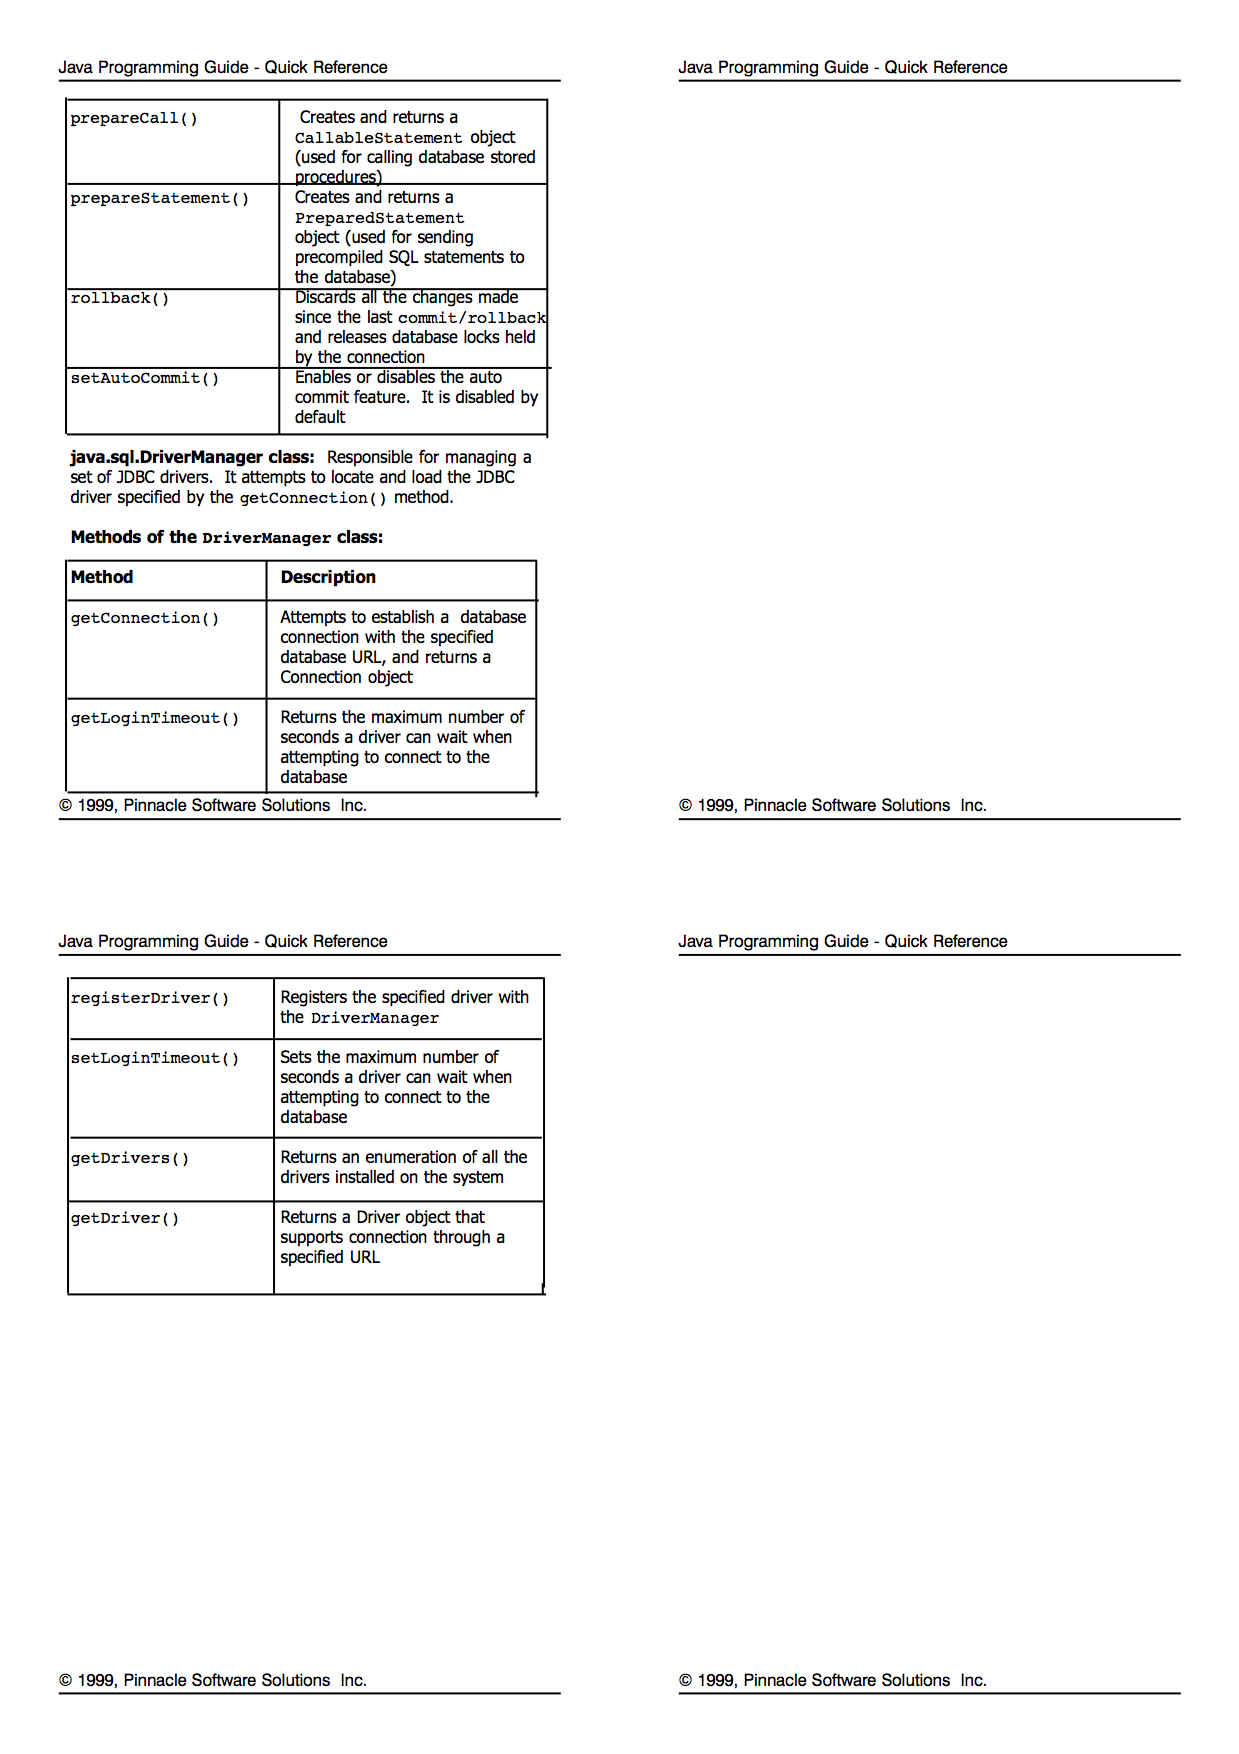 Java Programming Guide - Quick Reference
prepareCall() Creates and returns a
CallableStatement object
(used for calling database stored
procedures)
prepareStatement() Creates and returns a
PreparedStatement
object (used for sending
precompiled SQL statements to
the database)
rollback() Discards all the changes made
since the last commit/rollback
and releases database locks held
by the connection
setAutoCommit() Enables or disables the auto
commit feature. It is disabled by
default
java.sql.DriverManager class: Responsible for managing a
set of JDBC drivers. It attempts to locate and load the JDBC
driver specified by the getConnection() method.
Methods of the DriverManager class:
Method Description
getConnection() Attempts to establish a database
connection with the specified
database URL, and returns a
Connection object
getLoginTimeout() Returns the maximum number of
seconds a driver can wait when
attempting to connect to the
database
© 1999, Pinnacle Software Solutions Inc.
Java Programming Guide - Quick Reference
© 1999, Pinnacle Software Solutions Inc.
Java Programming Guide - Quick Reference
registerDriver() Registers the specified driver with
the DriverManager
setLoginTimeout() Sets the maximum number of
seconds a driver can wait when
attempting to connect to the
database
getDrivers() Returns an enumeration of all the
drivers installed on the system
getDriver() Returns a Driver object that
supports connection through a
specified URL
© 1999, Pinnacle Software Solutions Inc.
Java Programming Guide - Quick Reference
© 1999, Pinnacle Software Solutions Inc.